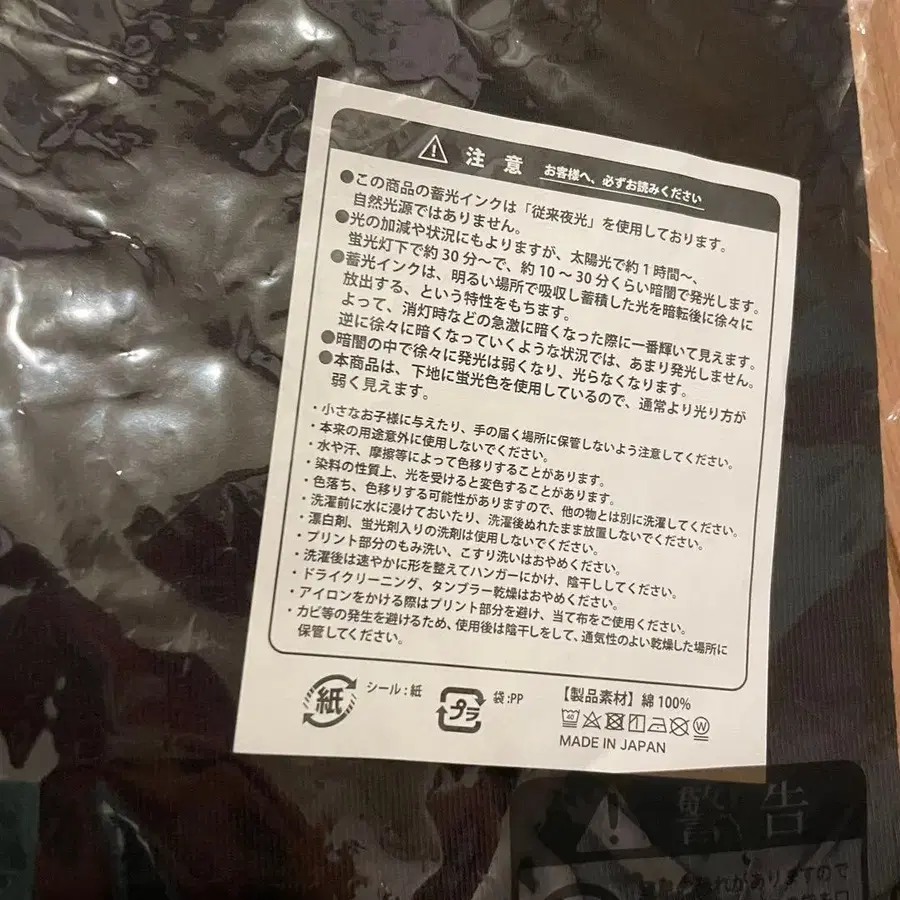 注意 お客様へ、必ずお読みください
●この商品の蓄光インクは「従来夜光」を使用しております。
自然光源ではありません。
●光の加減や状況にもよりますが、太陽光で約1時間～、
蛍光灯下で約30分～で、約10～30分くらい暗闇で発光します。
●蓄光インクは、明るい場所で吸収し蓄積した光を暗転後に徐々に
放出する、という特性をもちます。
よって、消灯時などの急激に暗くなった際に一番輝いて見えます。
逆に徐々に暗くなっていくような状況では、あまり発光しません。
●暗闇の中で徐々に発光は弱くなり、光らなくなります。
●本商品は、下地に蛍光色を使用しているので、通常より光り方が
弱く見えます。
・小さなお子様に与えたり、手の届く場所に保管しないよう注意してください。
・本来の用途意外に使用しないでください。
・水や汗、摩擦等によって色移りすることがあります。
・染料の性質上、光を受けると変色することがあります。
・色落ち、色移りする可能性がありますので、他の物とは別に洗濯してください。
・洗濯前に水に浸けておいたり、洗濯後ぬれたまま放置しないでください。
・漂白剤、蛍光剤入りの洗剤は使用しないでください。
・プリント部分のもみ洗い、こすり洗いはおやめください。
・洗濯後は速やかに形を整えてハンガーにかけ、陰干ししてください。
・ドライクリーニング、タンブラー乾燥はおやめください。
・アイロンをかける際はプリント部分を避け、当て布をご使用ください。
・カビ等の発生を避けるため、使用後は陰干しをして、通気性のよい乾燥した場所に
保管してください。
紙 シール:紙 プラ 袋:PP 【製品素材】綿100%
40 W
MADE IN JAPAN
警告
がありますので